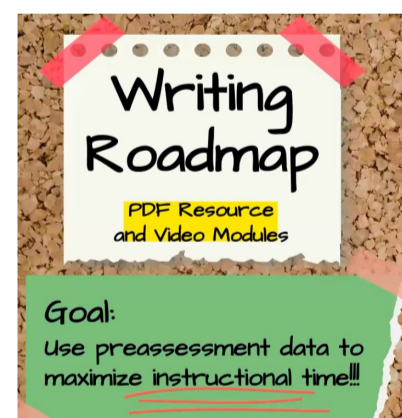 Writing
Roadmap
PDF Resource
and Video Modules
Goal:
Use preassessment data to
maximize instructional time!!!